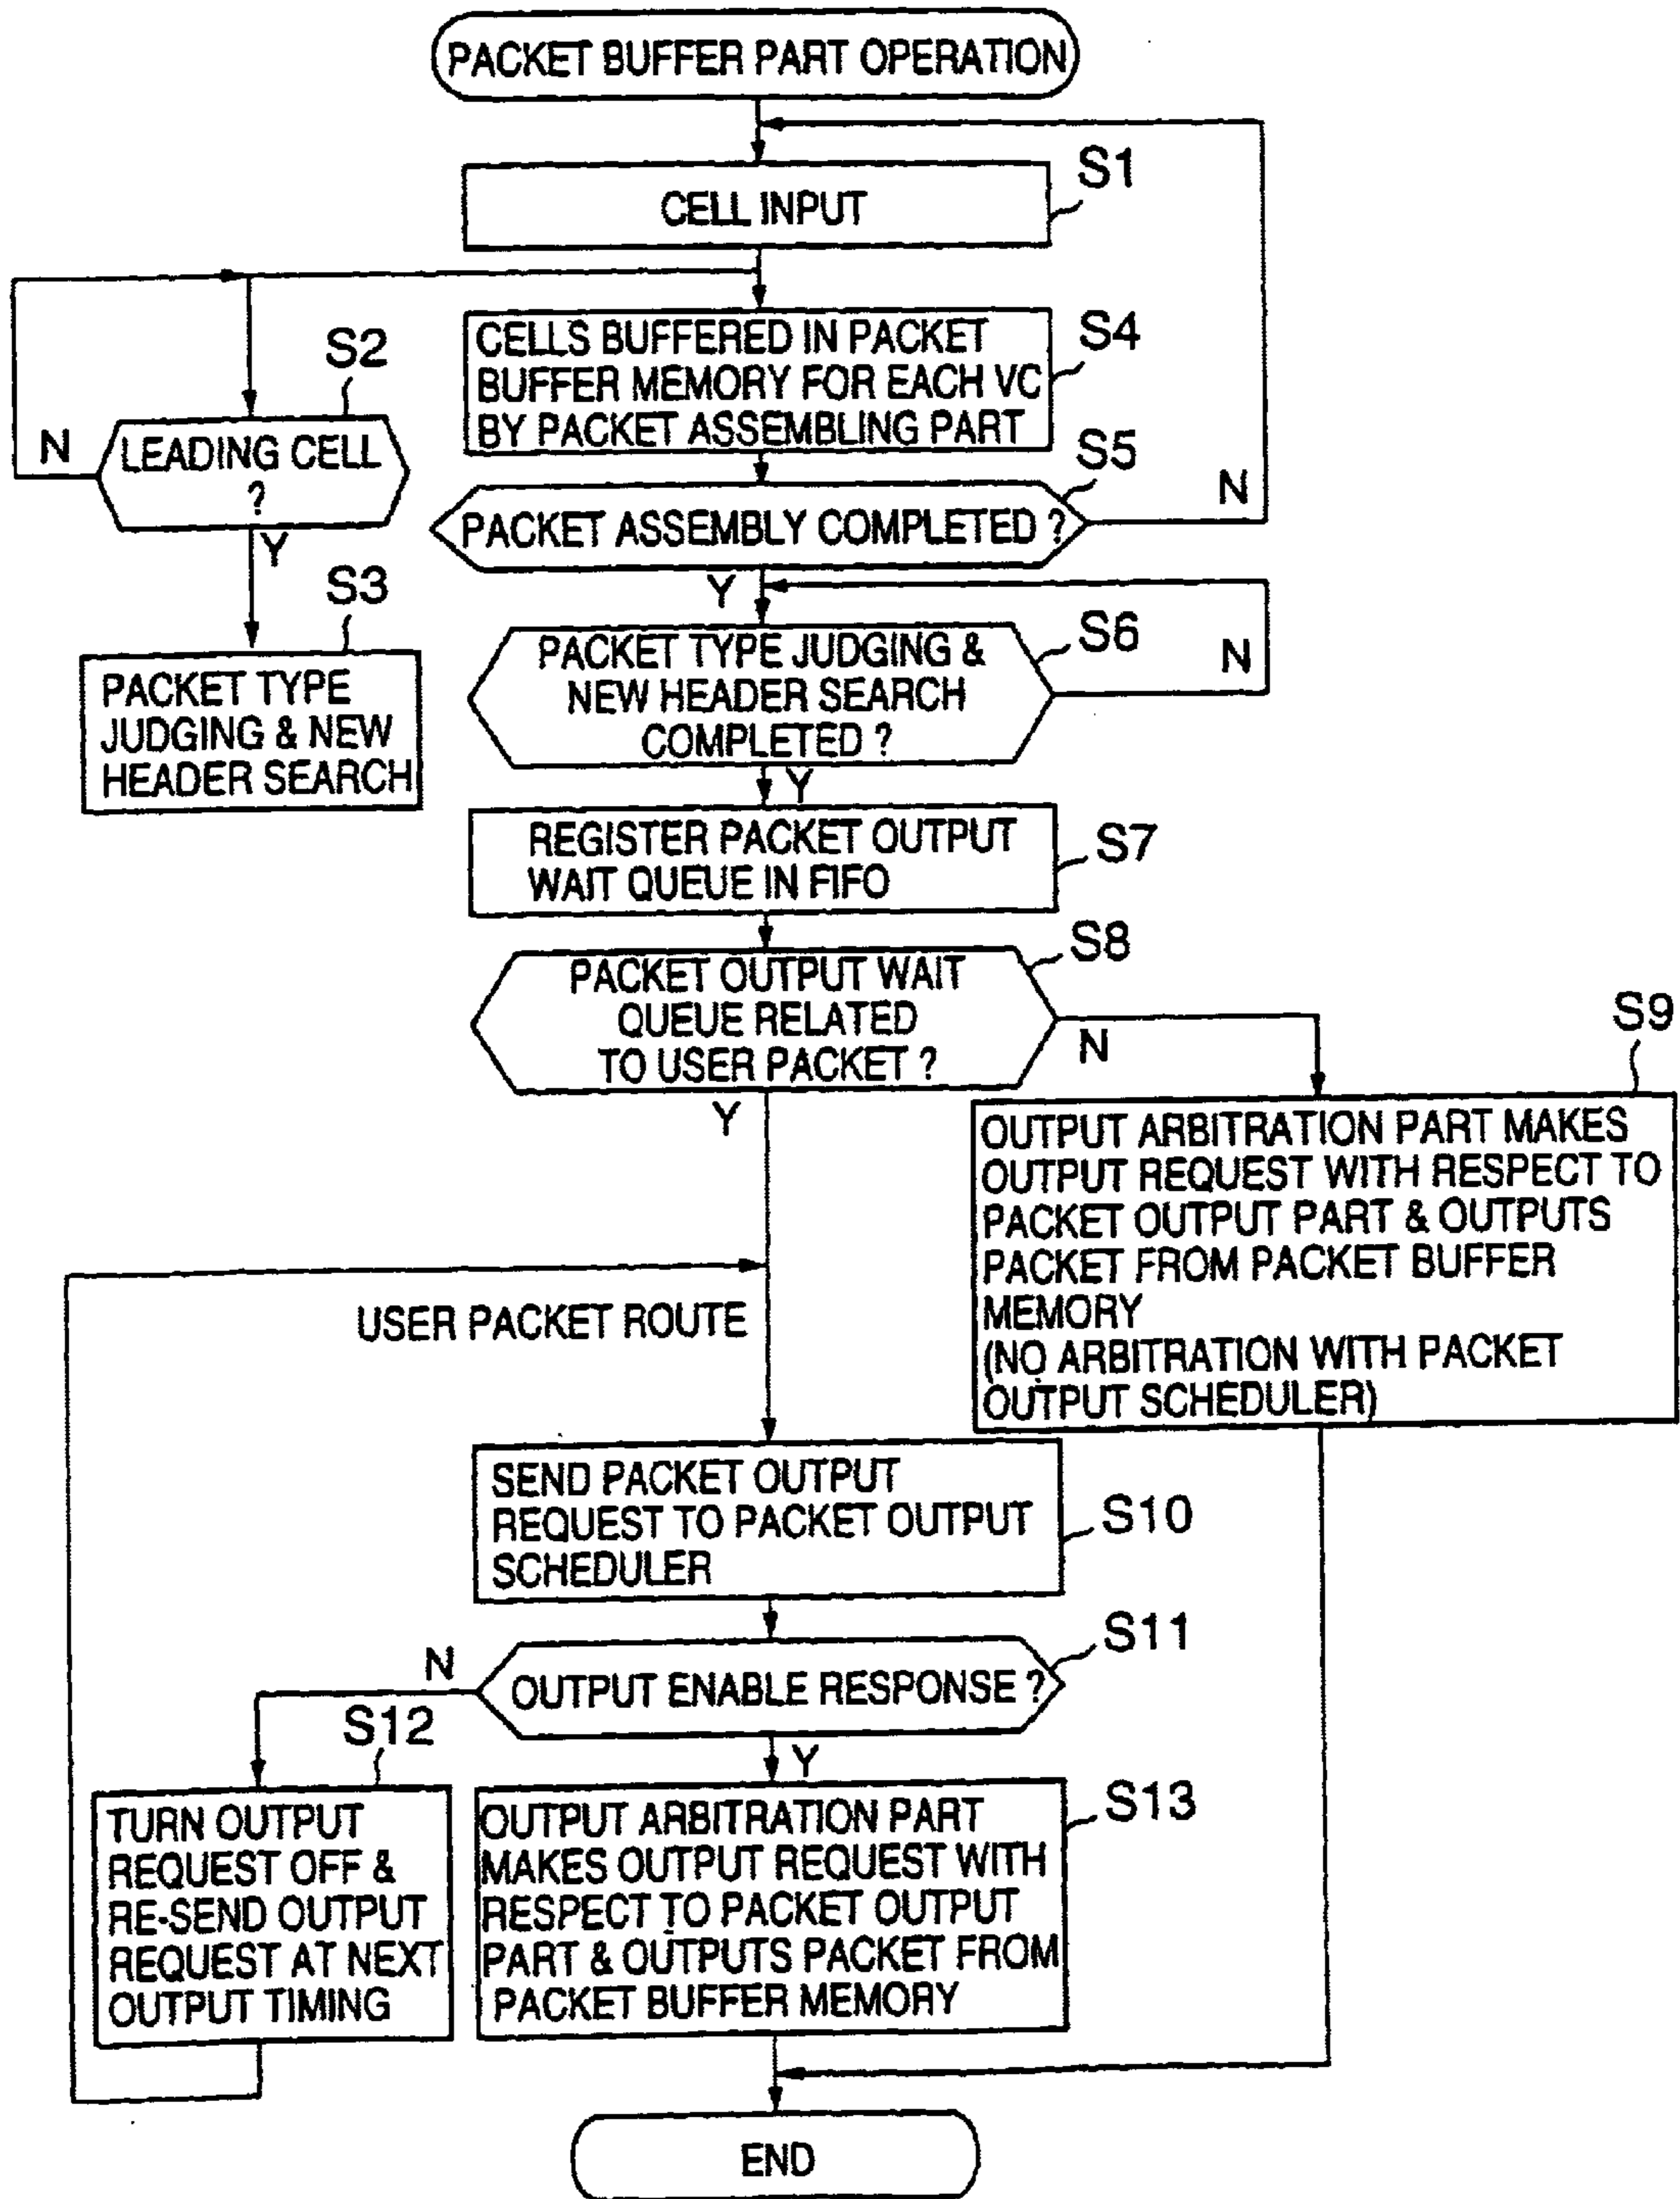 PACKET BUFFER PART OPERATION
S1
CELL INPUT
S2
LEADING CELL
?
N
Y
S3
PACKET TYPE
JUDGING & NEW
HEADER SEARCH
S4
CELLS BUFFERED IN PACKET
BUFFER MEMORY FOR EACH VC
BY PACKET ASSEMBLING PART
S5
PACKET ASSEMBLY COMPLETED ?
N
Y
S6
PACKET TYPE JUDGING &
NEW HEADER SEARCH
COMPLETED ?
N
Y
S7
REGISTER PACKET OUTPUT
WAIT QUEUE IN FIFO
S8
PACKET OUTPUT WAIT
QUEUE RELATED
TO USER PACKET ?
N
Y
S9
OUTPUT ARBITRATION PART MAKES
OUTPUT REQUEST WITH RESPECT TO
PACKET OUTPUT PART & OUTPUTS
PACKET FROM PACKET BUFFER
MEMORY
(NO ARBITRATION WITH PACKET
OUTPUT SCHEDULER)
USER PACKET ROUTE
SEND PACKET OUTPUT
REQUEST TO PACKET OUTPUT
SCHEDULER
S10
S11
OUTPUT ENABLE RESPONSE ?
N
Y
S12
TURN OUTPUT
REQUEST OFF &
RE-SEND OUTPUT
REQUEST AT NEXT
OUTPUT TIMING
S13
OUTPUT ARBITRATION PART
MAKES OUTPUT REQUEST WITH
RESPECT TO PACKET OUTPUT
PART & OUTPUTS PACKET FROM
PACKET BUFFER MEMORY
END